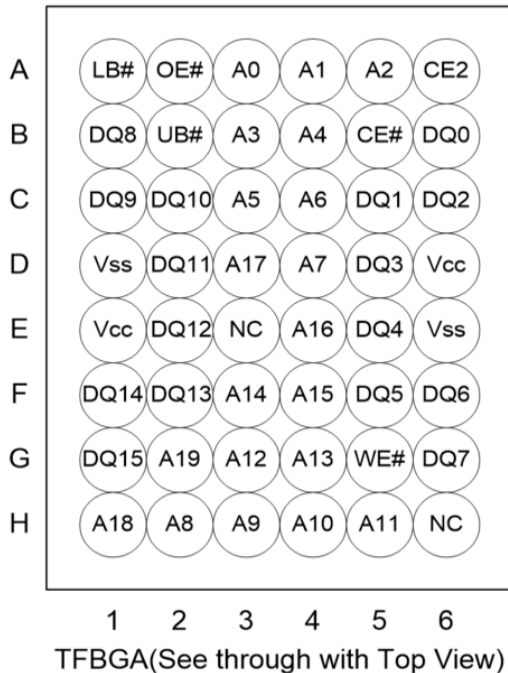 A LB# OE# A0 A1 A2 CE2
B DQ8 UB# A3 A4 CE# DQ0
C DQ9 DQ10 A5 A6 DQ1 DQ2
D Vss DQ11 A17 A7 DQ3 Vcc
E Vcc DQ12 NC A16 DQ4 Vss
F DQ14 DQ13 A14 A15 DQ5 DQ6
G DQ15 A19 A12 A13 WE# DQ7
H A18 A8 A9 A10 A11 NC
1 2 3 4 5 6
TFBGA(See through with Top View)